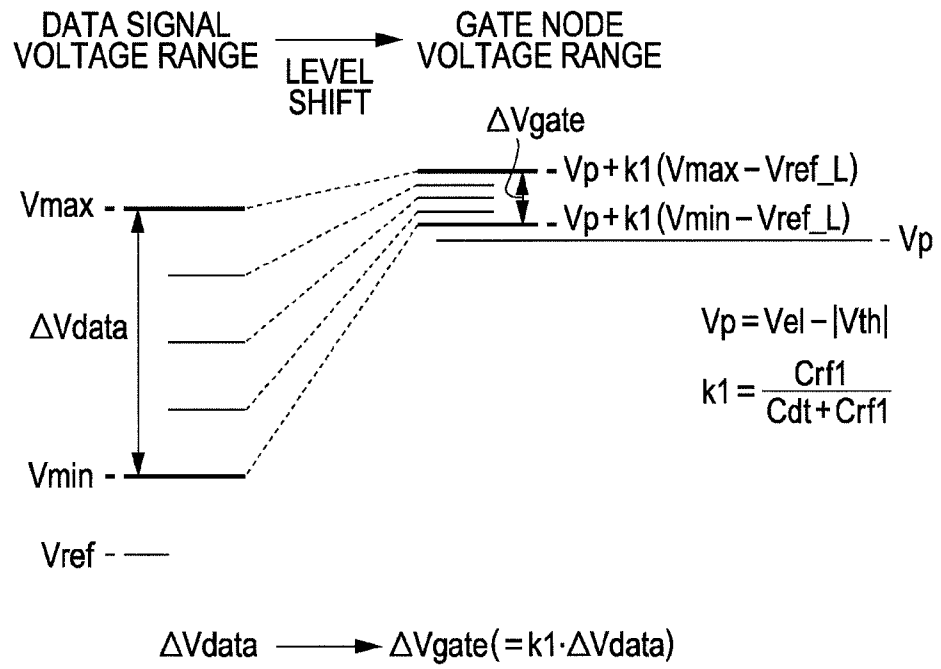 DATA SIGNAL
VOLTAGE RANGE
LEVEL
SHIFT
GATE NODE
VOLTAGE RANGE
ΔVgate
Vp + k1 (Vmax – Vref_L)
Vmax
Vp + k1 (Vmin – Vref_L)
Vp
ΔVdata
Vp = Vel – |Vth|
k1 = Crf1 / Cdt + Crf1
Vmin
Vref
ΔVdata → ΔVgate (= k1·ΔVdata)